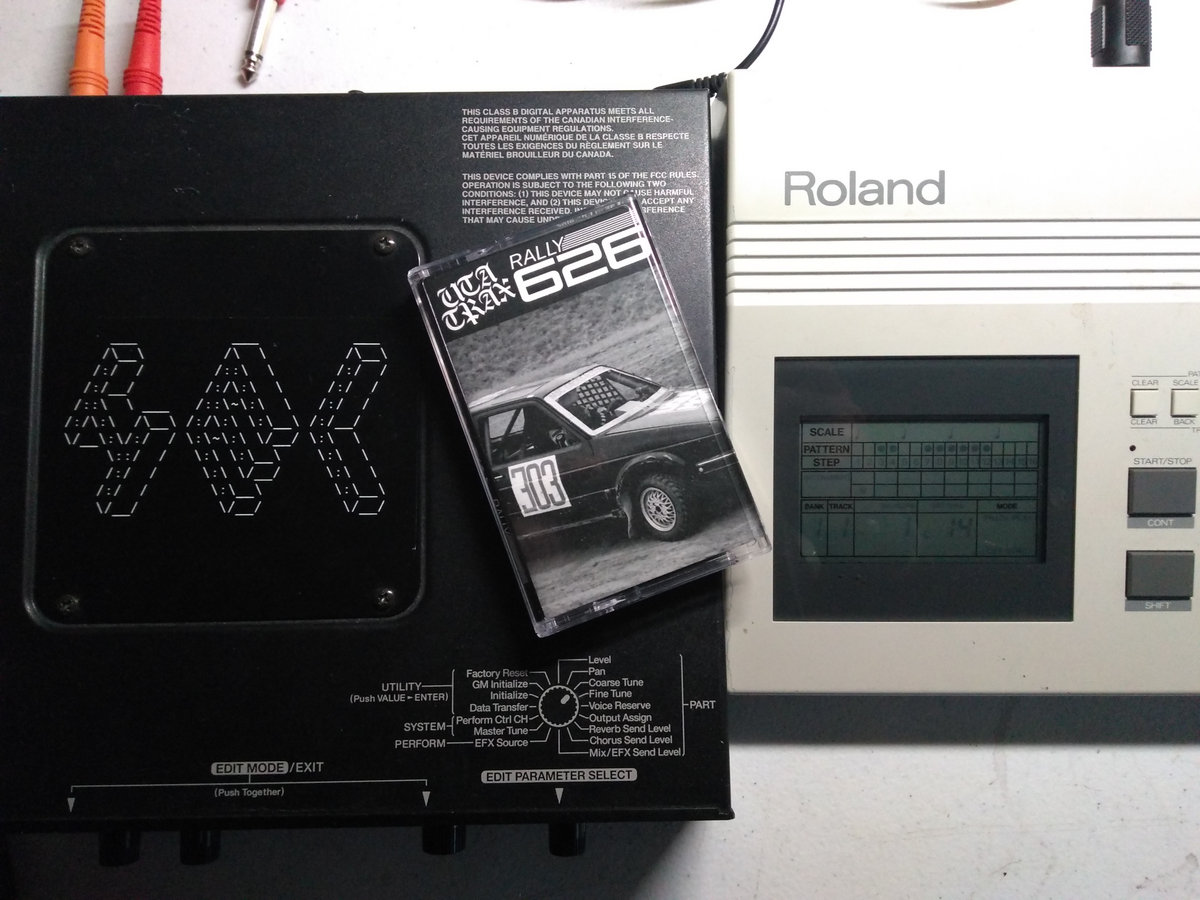 THIS CLASS B DIGITAL APPARATUS MEETS ALL
REQUIREMENTS OF THE CANADIAN INTERFERENCE-
CAUSING EQUIPMENT REGULATIONS.
CET APPAREIL NUMÉRIQUE DE LA CLASSE B RESPECTE
TOUTES LES EXIGENCES DU RÈGLEMENT SUR LE
MATÉRIEL BROUILLEUR DU CANADA.
THIS DEVICE COMPLIES WITH PART 15 OF THE FCC RULES.
OPERATION IS SUBJECT TO THE FOLLOWING TWO
CONDITIONS: (1) THIS DEVICE MAY NOT CAUSE HARMFUL
INTERFERENCE, AND (2) THIS ACCEPT ANY
INTERFERENCE RECEIVED,
THAT MAY CAUSE
UTA
TRAX
RALLY
626
303
Roland
SCALE
PATTERN
STEP
BANK TRACK
MODE
CLEAR
SCALE
CLEAR
BACK
START/STOP
CONT
SHIFT
UTILITY
(Push VALUE - ENTER)
SYSTEM
PERFORM
Factory Reset
GM Initialize
Initialize
Data Transfer
Perform Ctrl CH
Master Tune
EFX Source
Level
Pan
Coarse Tune
Fine Tune
Voice Reserve
Output Assign
Reverb Send Level
Chorus Send Level
Mix/EFX Send Level
PART
EDIT MODE/EXIT
(Push Together)
EDIT PARAMETER SELECT